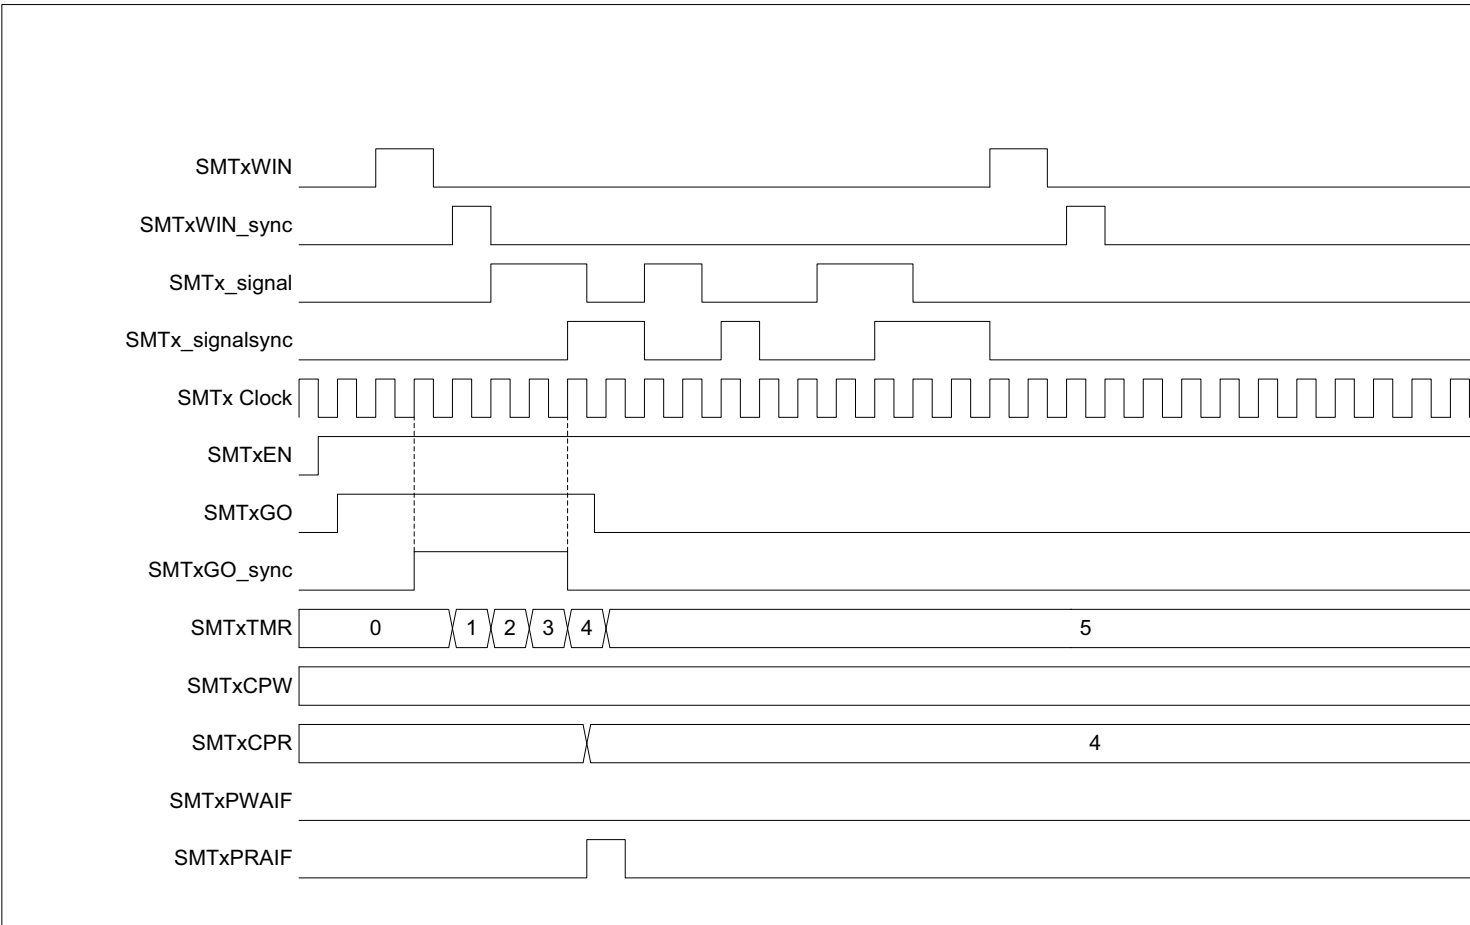 SMTxWIN
SMTxWIN_sync
SMTx_signal
SMTx_signalsync
SMTx Clock
SMTxEN
SMTxGO
SMTxGO_sync
SMTxTMR 0 1 2 3 4 5
SMTxCPW
SMTxCPR 4
SMTxPWAIF
SMTxPRAIF